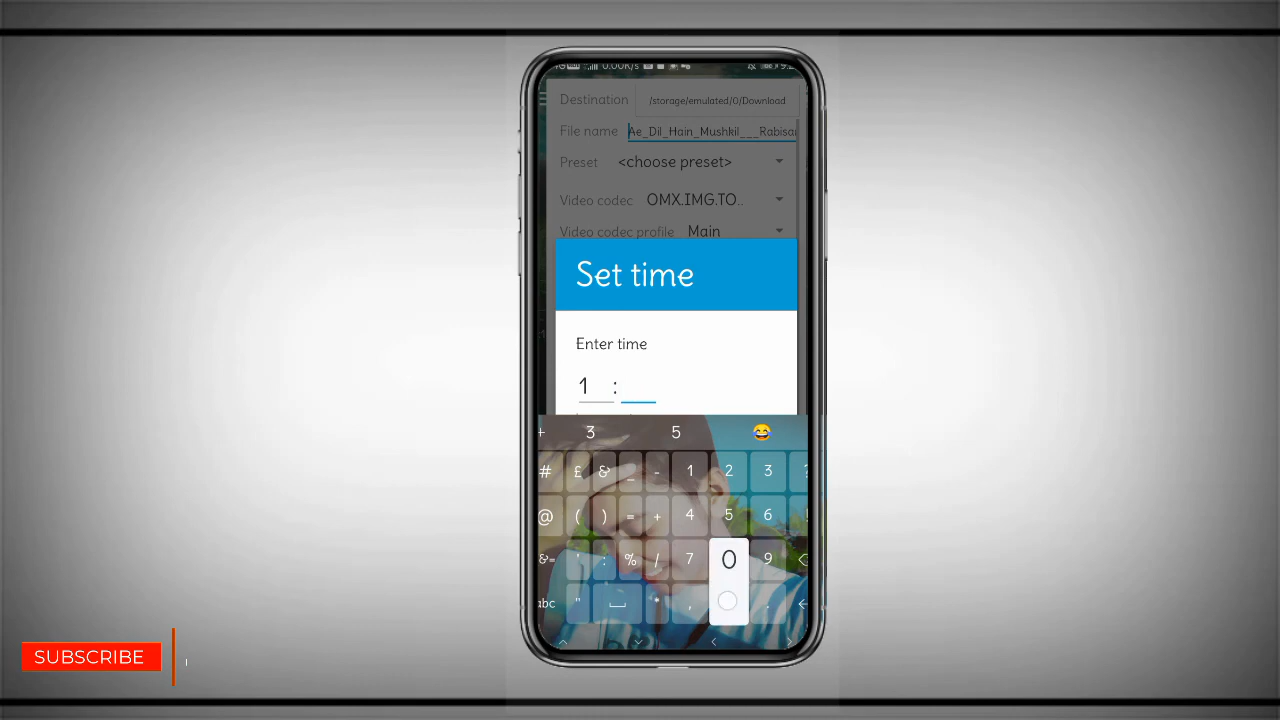 0.00K/s
Destination /storage/emulated/0/Download
File name Ae_Dil_Hain_Mushkil___Rabisa
Preset <choose preset>
Video codec OMX.IMG.TO..
Video codec profile Main
Set time
Enter time
1 :
+ 3 5 😂
# £ & _ - 1 2 3 ?
@ ( ) = + 4 5 6 !
&= ' : % / 7 0 9
abc " * , .
SUBSCRIBE